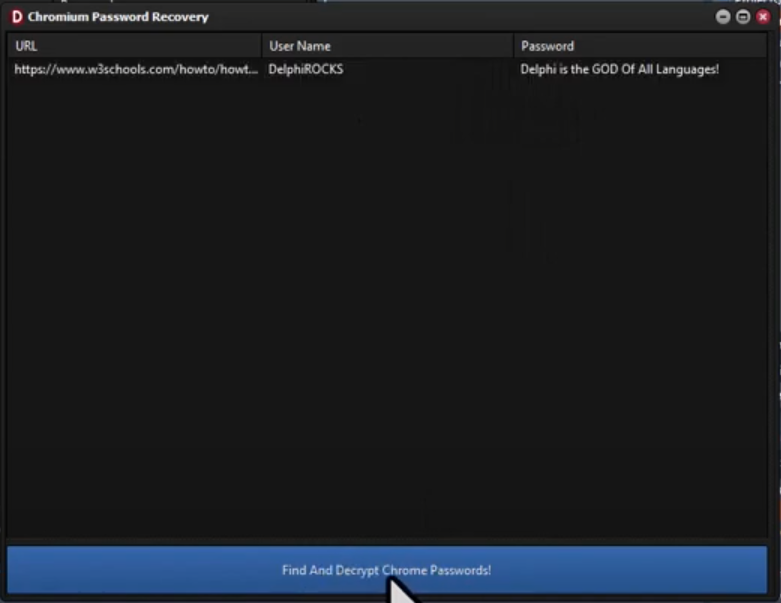 D Chromium Password Recovery
URL User Name Password
https://www.w3schools.com/howto/howt... DelphiROCKS Delphi is the GOD Of All Languages!
Find And Decrypt Chrome Passwords!